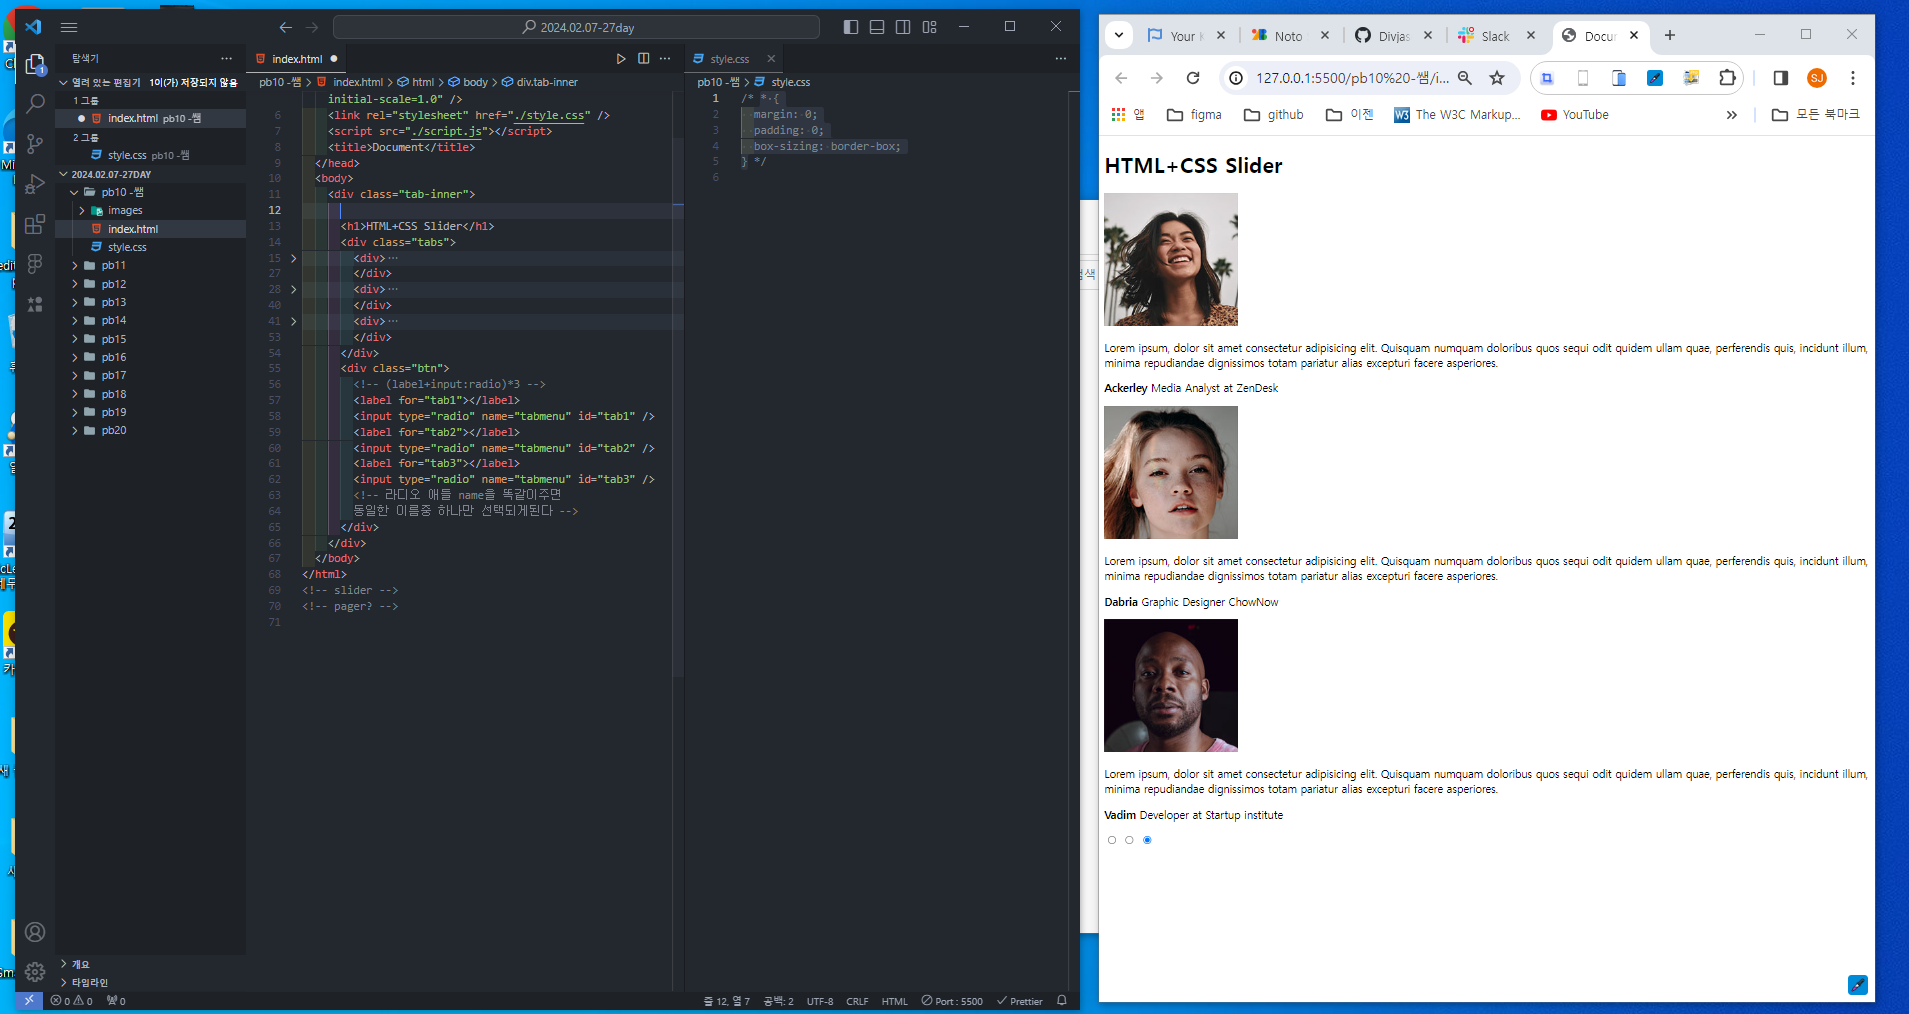 2024.02.07-27day
탐색기
열려 있는 편집기 1이(가) 저장되지 않음
1 그룹
index.html pb10 -쌤
2 그룹
style.css pb10 -쌤
2024.02.07-27DAY
pb10 -쌤
images
index.html
style.css
pb11
pb12
pb13
pb14
pb15
pb16
pb17
pb18
pb19
pb20
개요
타임라인
index.html
pb10 -쌤 > index.html > html > body > div.tab-inner
initial-scale=1.0" />
6 <link rel="stylesheet" href="./style.css" />
7 <script src="./script.js"></script>
8 <title>Document</title>
9 </head>
10 <body>
11 <div class="tab-inner">
12
13 <h1>HTML+CSS Slider</h1>
14 <div class="tabs">
15 <div>⋯
27 </div>
28 <div>⋯
40 </div>
41 <div>⋯
53 </div>
54 </div>
55 <div class="btn">
56 <!-- (label+input:radio)*3 -->
57 <label for="tab1"></label>
58 <input type="radio" name="tabmenu" id="tab1" />
59 <label for="tab2"></label>
60 <input type="radio" name="tabmenu" id="tab2" />
61 <label for="tab3"></label>
62 <input type="radio" name="tabmenu" id="tab3" />
63 <!-- 라디오 애들 name을 똑같이주면
64 동일한 이름중 하나만 선택되게된다 -->
65 </div>
66 </div>
67 </body>
68 </html>
69 <!-- slider -->
70 <!-- pager? -->
71
style.css
pb10 -쌤 > style.css
1 /* * {
2 margin: 0;
3 padding: 0;
4 box-sizing: border-box;
5 } */
6
0 0 0
줄 12, 열 7 공백: 2 UTF-8 CRLF HTML Port : 5500 Prettier
Your Noto Divjas Slack Docur
127.0.0.1:5500/pb10%20-쌤/i...
SJ
앱 figma github 이젠 The W3C Markup... YouTube 모든 북마크
HTML+CSS Slider
Lorem ipsum, dolor sit amet consectetur adipisicing elit. Quisquam numquam doloribus quos sequi odit quidem ullam quae, perferendis quis, incidunt illum,
minima repudiandae dignissimos totam pariatur alias excepturi facere asperiores.
Ackerley Media Analyst at ZenDesk
Lorem ipsum, dolor sit amet consectetur adipisicing elit. Quisquam numquam doloribus quos sequi odit quidem ullam quae, perferendis quis, incidunt illum,
minima repudiandae dignissimos totam pariatur alias excepturi facere asperiores.
Dabria Graphic Designer ChowNow
Lorem ipsum, dolor sit amet consectetur adipisicing elit. Quisquam numquam doloribus quos sequi odit quidem ullam quae, perferendis quis, incidunt illum,
minima repudiandae dignissimos totam pariatur alias excepturi facere asperiores.
Vadim Developer at Startup institute